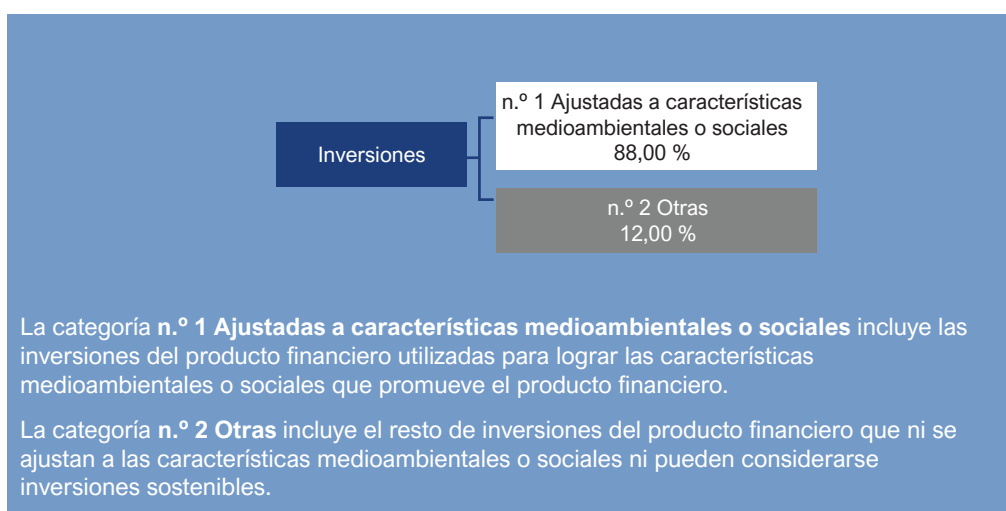 n.º 1 Ajustadas a características
medioambientales o sociales
88,00 %
Inversiones
n.º 2 Otras
12,00 %
La categoría n.º 1 Ajustadas a características medioambientales o sociales incluye las
inversiones del producto financiero utilizadas para lograr las características
medioambientales o sociales que promueve el producto financiero.
La categoría n.º 2 Otras incluye el resto de inversiones del producto financiero que ni se
ajustan a las características medioambientales o sociales ni pueden considerarse
inversiones sostenibles.